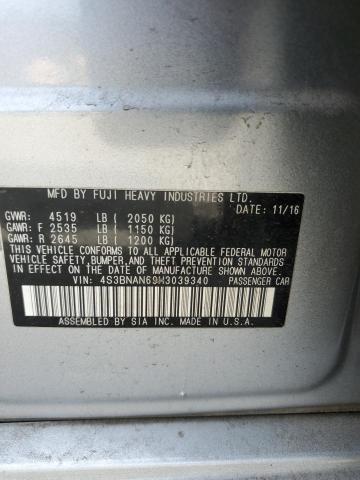 MFD BY FUJI HEAVY INDUSTRIES LTD.
DATE: 11/16
GVWR: 4519 LB ( 2050 KG)
GAWR: F 2535 LB ( 1150 KG)
GAWR: R 2645 LB ( 1200 KG)
THIS VEHICLE CONFORMS TO ALL APPLICABLE FEDERAL MOTOR
VEHICLE SAFETY, BUMPER, AND THEFT PREVENTION STANDARDS
IN EFFECT ON THE DATE OF MANUFACTURE SHOWN ABOVE.
VIN: 4S3BNAN69H3039340 PASSENGER CAR
ASSEMBLED BY SIA INC. MADE IN U.S.A.